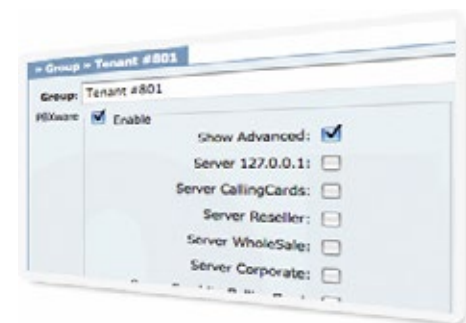 » Group » Tenant #801
Group: Tenant #801
PBXware Enable
Show Advanced:
Server 127.0.0.1:
Server CallingCards:
Server Reseller:
Server WholeSale:
Server Corporate: